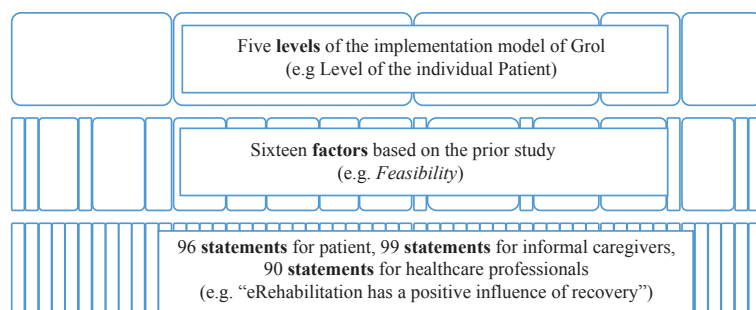 Five levels of the implementation model of Grol
(e.g Level of the individual Patient)
Sixteen factors based on the prior study
(e.g. Feasibility)
96 statements for patient, 99 statements for informal caregivers,
90 statements for healthcare professionals
(e.g. “eRehabilitation has a positive influence of recovery”)